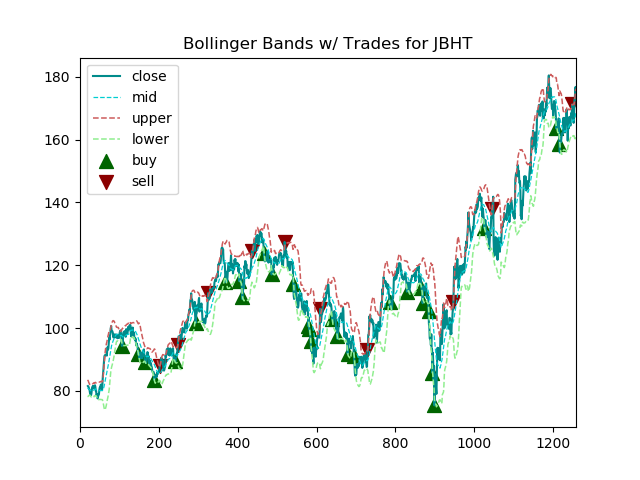 Bollinger Bands w/ Trades for JBHT
close
mid
upper
lower
buy
sell
180
160
140
120
100
80
0 200 400 600 800 1000 1200